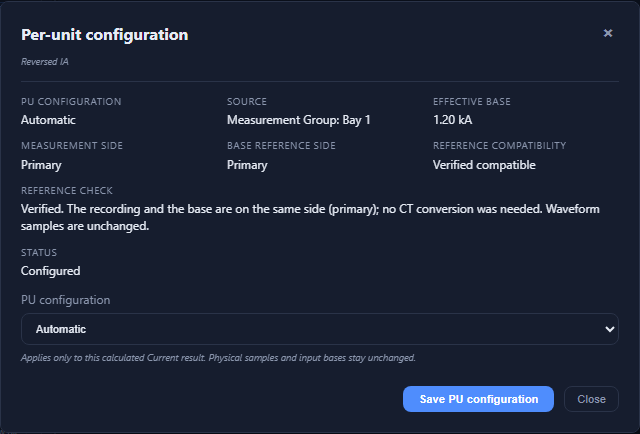 Per-unit configuration
×
Reversed IA
PU CONFIGURATION
Automatic
SOURCE
Measurement Group: Bay 1
EFFECTIVE BASE
1.20 kA
MEASUREMENT SIDE
Primary
BASE REFERENCE SIDE
Primary
REFERENCE COMPATIBILITY
Verified compatible
REFERENCE CHECK
Verified. The recording and the base are on the same side (primary); no CT conversion was needed. Waveform
samples are unchanged.
STATUS
Configured
PU configuration
Automatic
Applies only to this calculated Current result. Physical samples and input bases stay unchanged.
Save PU configuration
Close